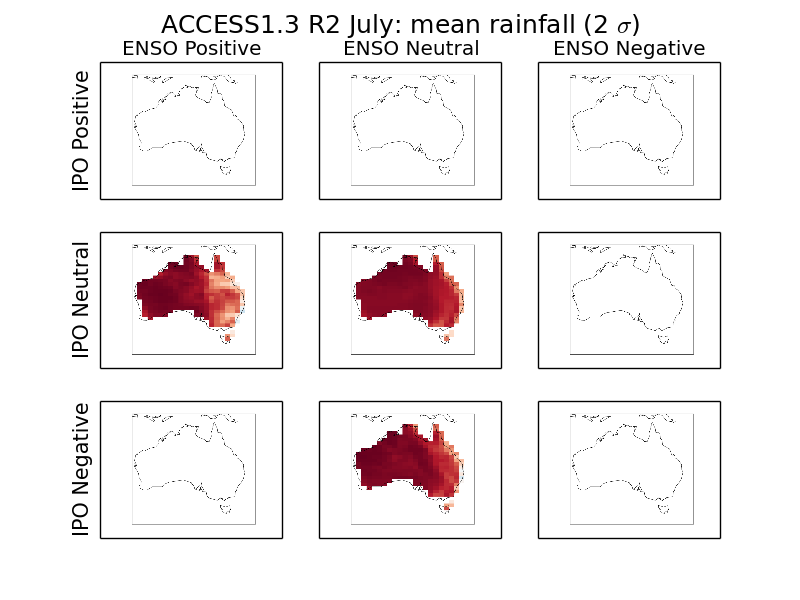 ACCESS1.3 R2 July: mean rainfall (2 σ)
ENSO Positive ENSO Neutral ENSO Negative
IPO Positive
IPO Neutral
IPO Negative